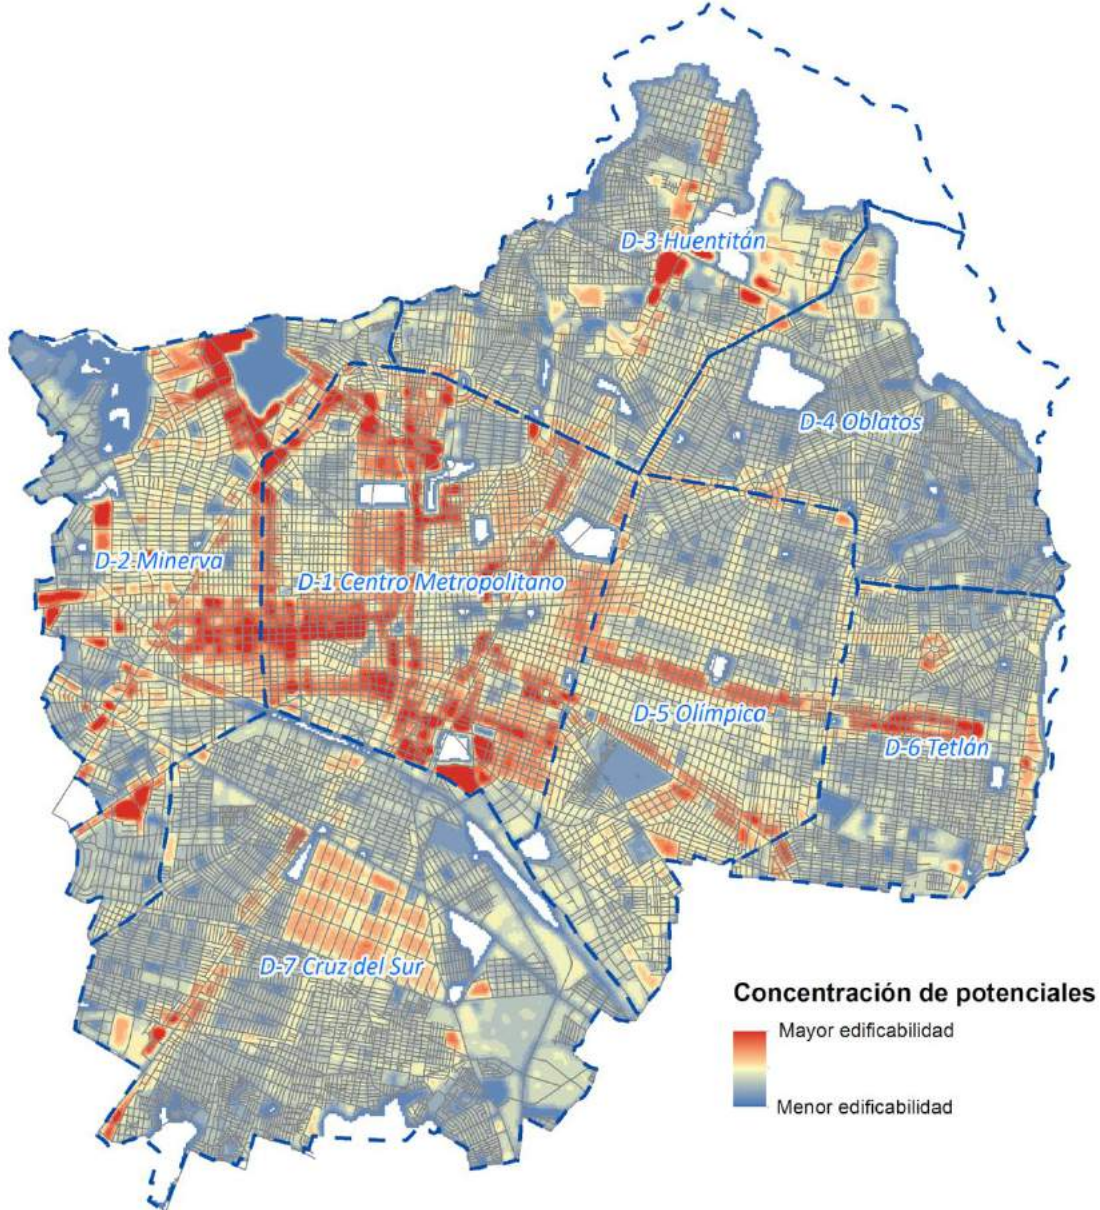 D-3 Huentitán
D-4 Oblatos
D-2 Minerva
D-1 Centro Metropolitano
D-5 Olímpica
D-6 Tetlán
D-7 Cruz del Sur
Concentración de potenciales
Mayor edificabilidad
Menor edificabilidad